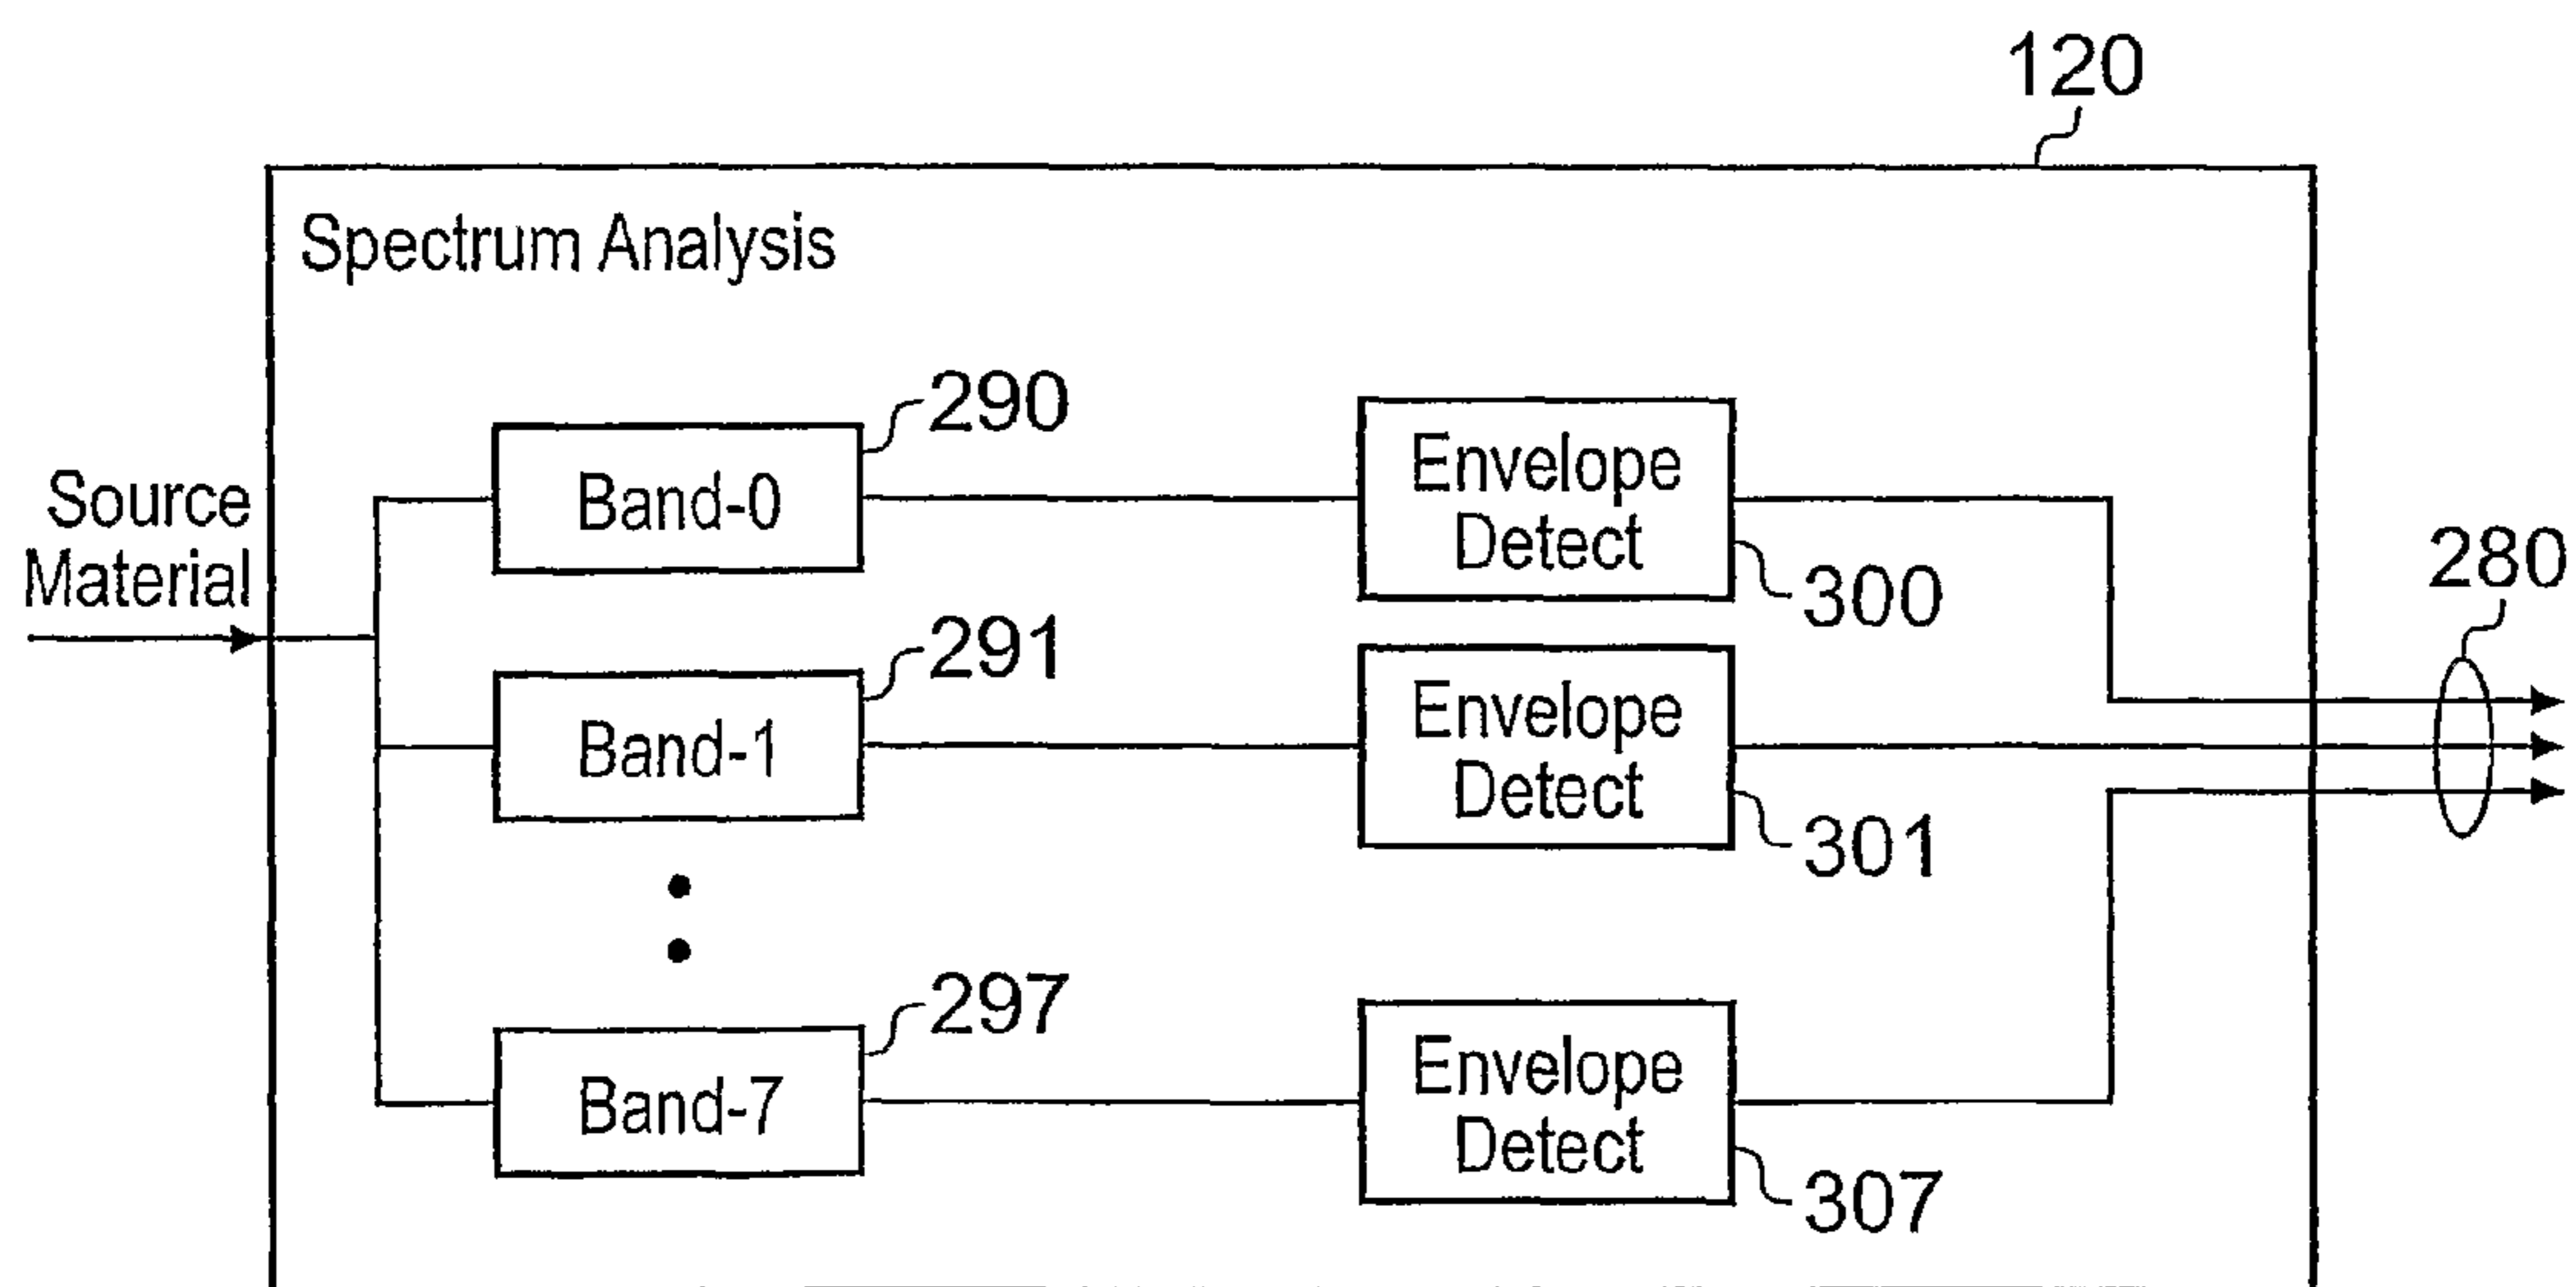 120
Spectrum Analysis
290
Band-0
Envelope
Detect
300
Source
Material
280
291
Band-1
Envelope
Detect
301
297
Band-7
Envelope
Detect
307